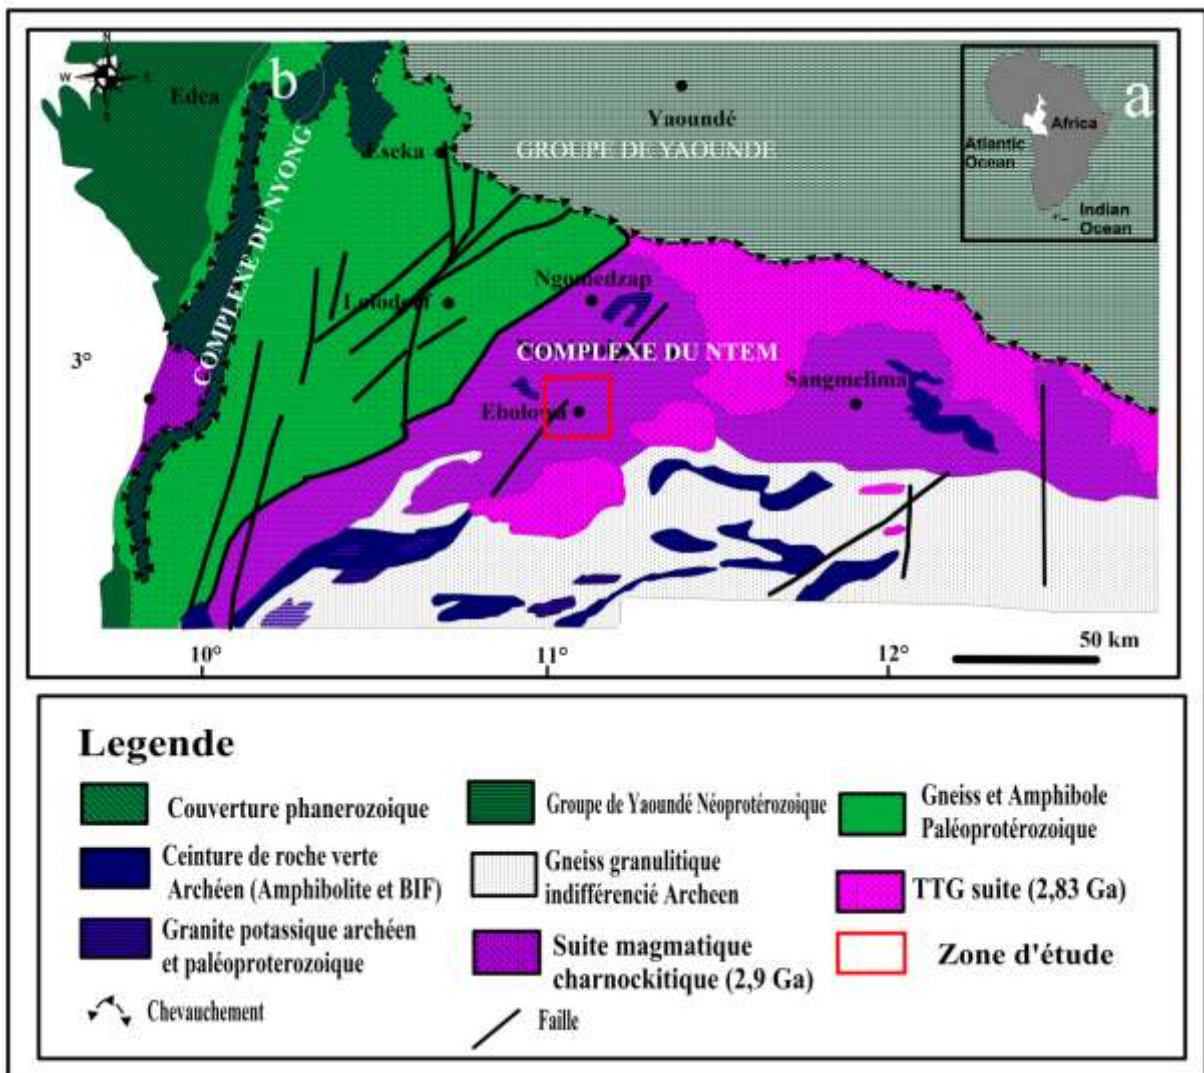 N
W
E
S
b
a
Edea
Yaoundé
GROUPE DE YAOUNDE
Africa
Atlantic
Ocean
Indian
Ocean
Eseka
COMPLEXE DU NYONG
Lolodorf
Ngomedzap
3°
COMPLEXE DU NTEM
Sangmelima
Ebolowa
10°
11°
12°
50 km
Legende
Couverture phanerozoique
Groupe de Yaoundé Néoprotérozoique
Gneiss et Amphibole
Paléoprotérozoique
Ceinture de roche verte
Archéen (Amphibolite et BIF)
Gneiss granulitique
indifférencié Archeen
TTG suite (2,83 Ga)
Granite potassique archéen
et paléoproterozoique
Suite magmatique
charnockitique (2,9 Ga)
Zone d'étude
Chevauchement
Faille